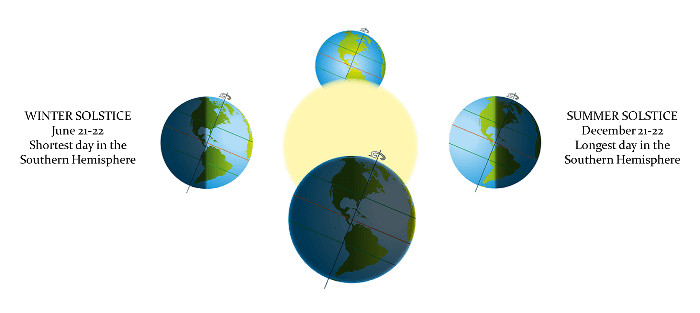 WINTER SOLSTICE
June 21-22
Shortest day in the
Southern Hemisphere
SUMMER SOLSTICE
December 21-22
Longest day in the
Southern Hemisphere